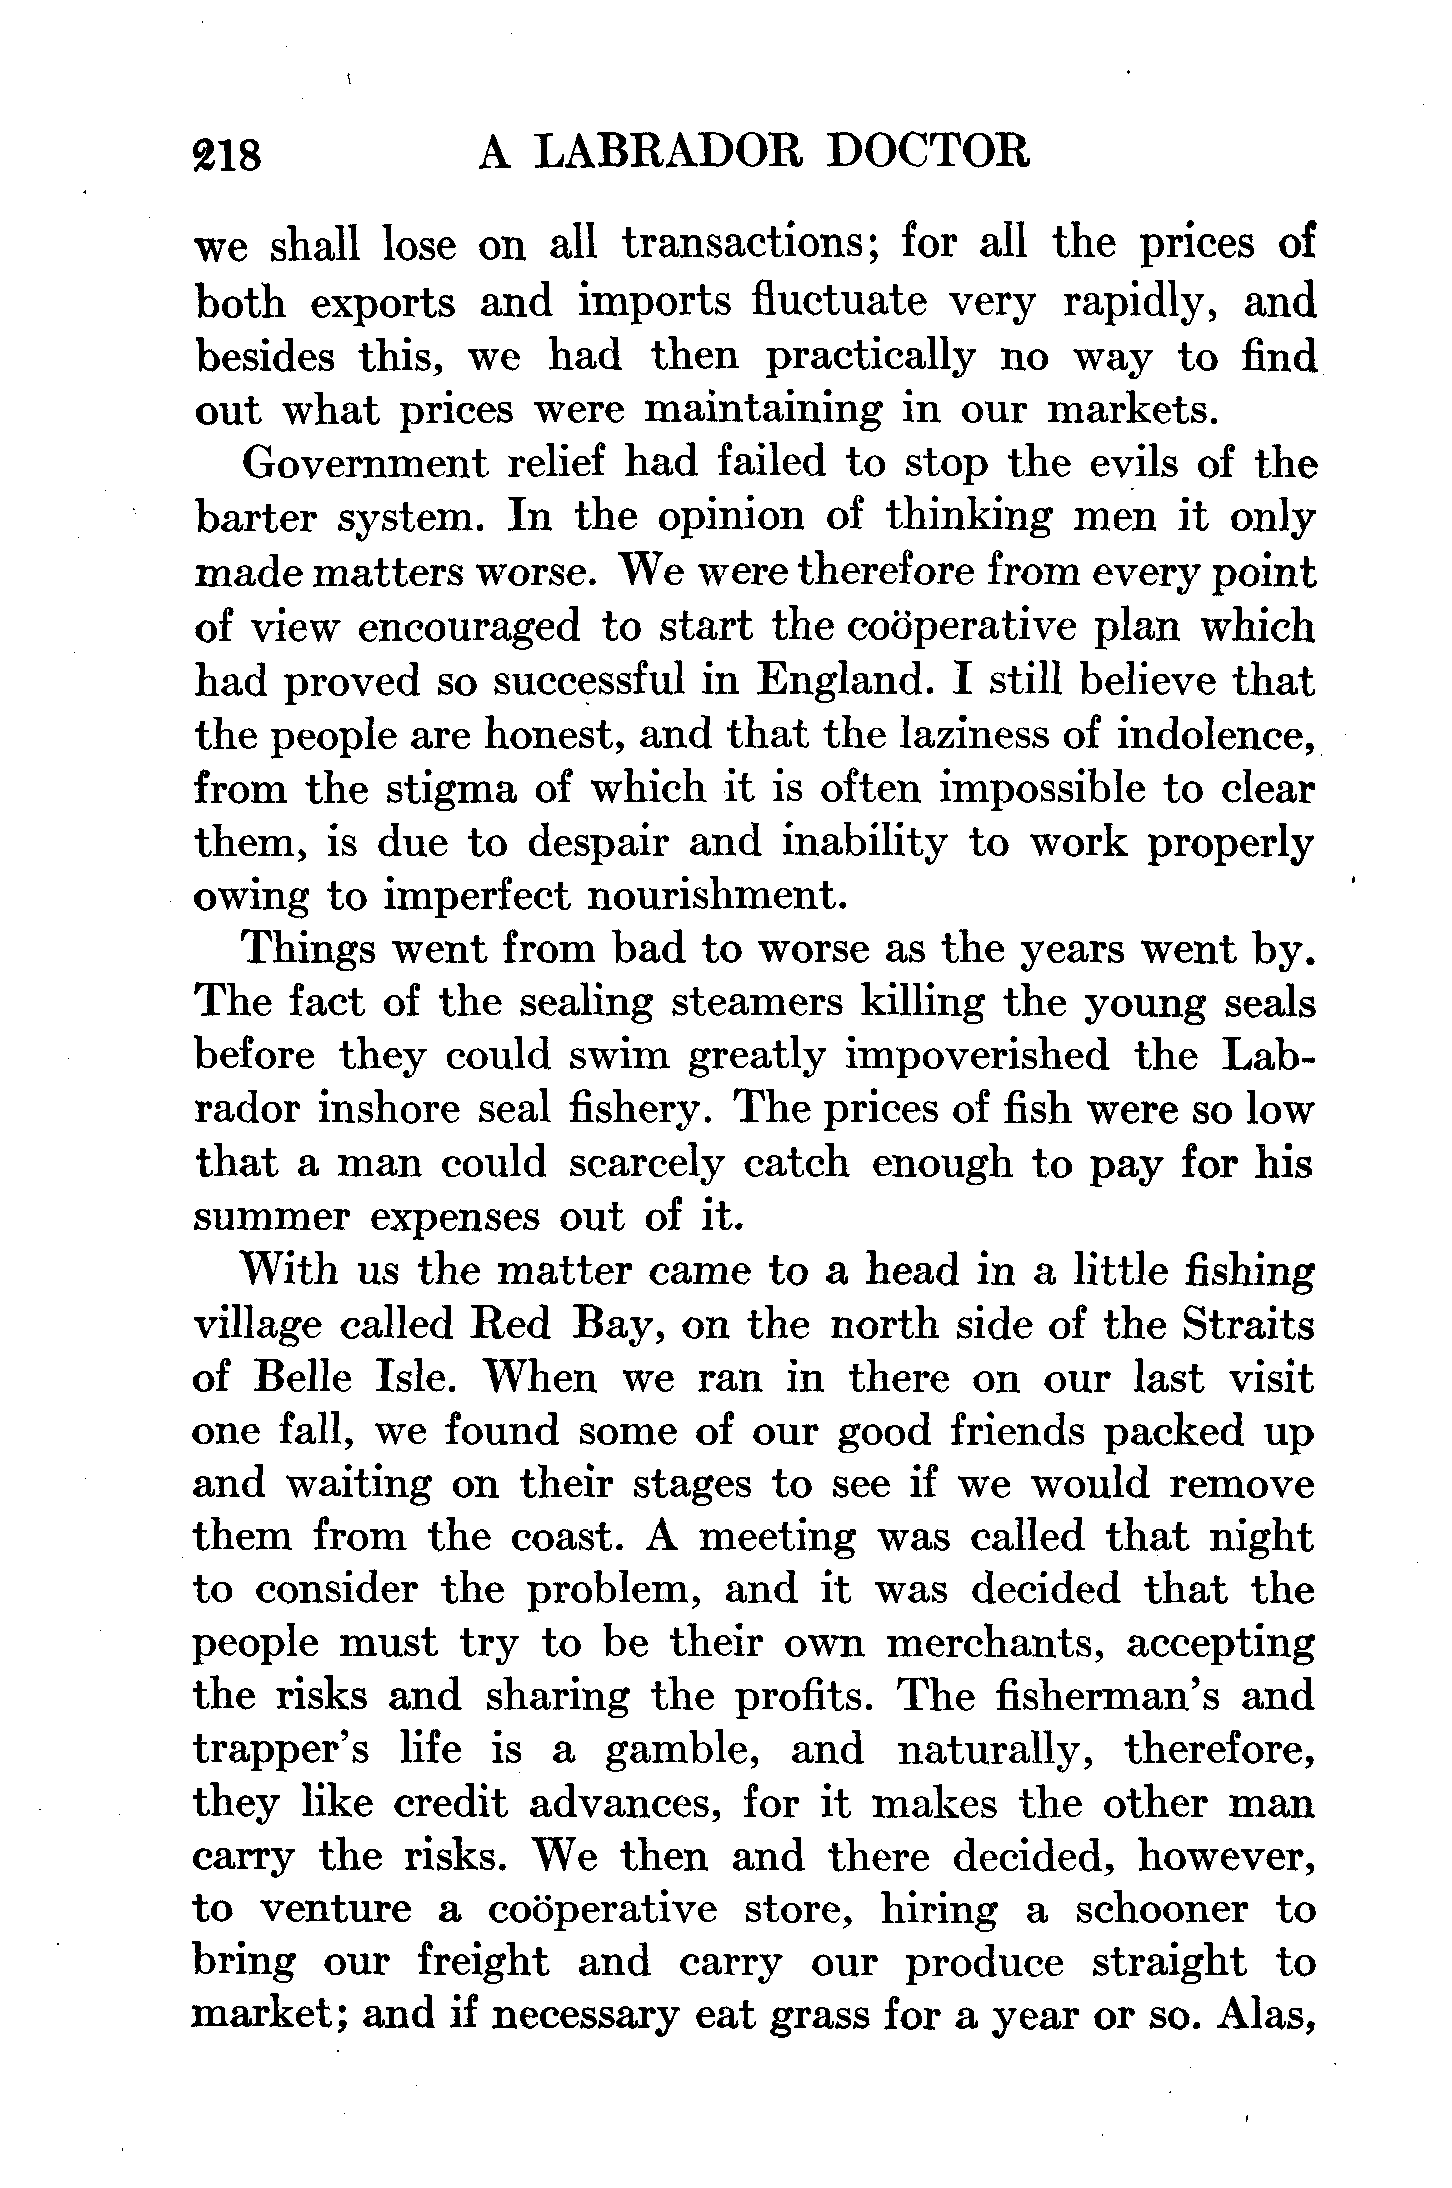 218 A LABRADOR DOCTOR
we shall lose on all transactions; for all the prices of
both exports and imports fluctuate very rapidly, and
besides this, we had then practically no way to find
out what prices were maintaining in our markets.
Government relief had failed to stop the evils of the
barter system. In the opinion of thinking men it only
made matters worse. We were therefore from every point
of view encouraged to start the coöperative plan which
had proved so successful in England. I still believe that
the people are honest, and that the laziness of indolence,
from the stigma of which it is often impossible to clear
them, is due to despair and inability to work properly
owing to imperfect nourishment.
Things went from bad to worse as the years went by.
The fact of the sealing steamers killing the young seals
before they could swim greatly impoverished the Lab-
rador inshore seal fishery. The prices of fish were so low
that a man could scarcely catch enough to pay for his
summer expenses out of it.
With us the matter came to a head in a little fishing
village called Red Bay, on the north side of the Straits
of Belle Isle. When we ran in there on our last visit
one fall, we found some of our good friends packed up
and waiting on their stages to see if we would remove
them from the coast. A meeting was called that night
to consider the problem, and it was decided that the
people must try to be their own merchants, accepting
the risks and sharing the profits. The fisherman's and
trapper's life is a gamble, and naturally, therefore,
they like credit advances, for it makes the other man
carry the risks. We then and there decided, however,
to venture a coöperative store, hiring a schooner to
bring our freight and carry our produce straight to
market; and if necessary eat grass for a year or so. Alas,